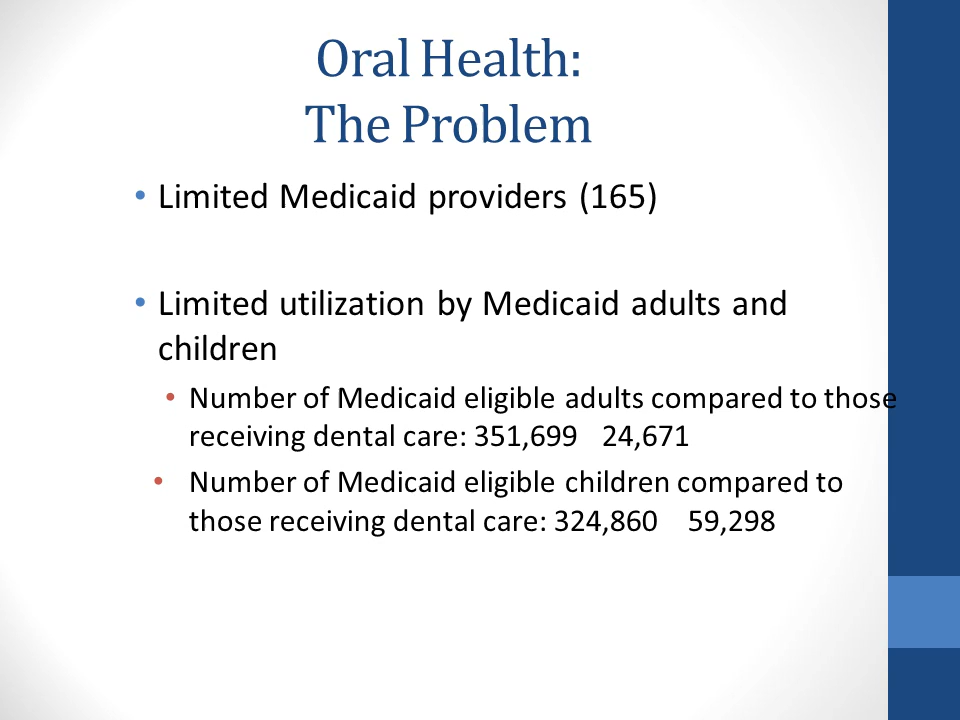 Oral Health:
The Problem
• Limited Medicaid providers (165)
• Limited utilization by Medicaid adults and
children
• Number of Medicaid eligible adults compared to those
receiving dental care: 351,699 24,671
• Number of Medicaid eligible children compared to
those receiving dental care: 324,860 59,298